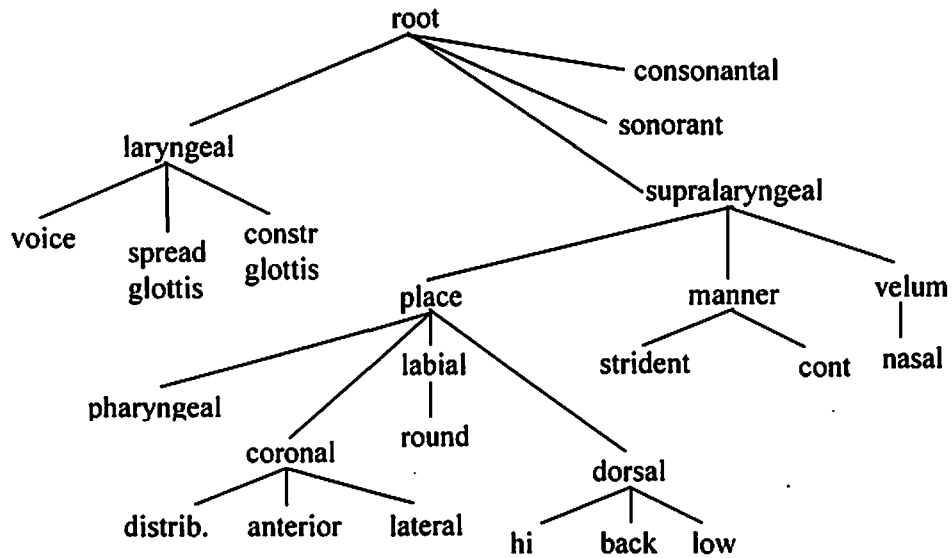 root
consonantal
sonorant
laryngeal
supralaryngeal
voice
spread
glottis
constr
glottis
place
manner
velum
strident
cont
nasal
labial
pharyngeal
round
coronal
dorsal
distrib.
anterior
lateral
hi
back
low